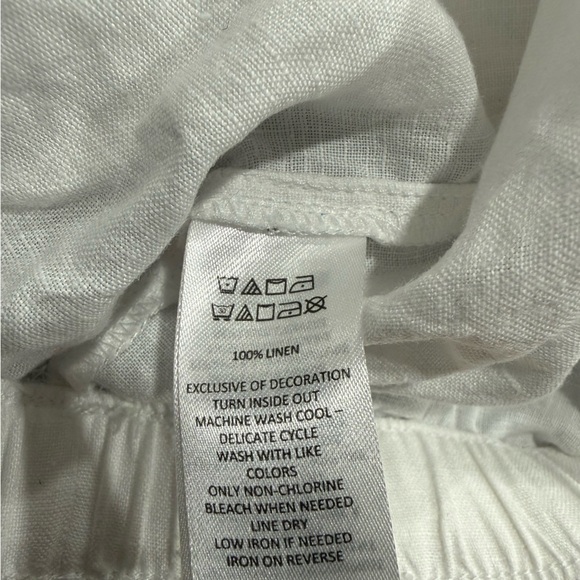 100% LINEN
EXCLUSIVE OF DECORATION
TURN INSIDE OUT
MACHINE WASH COOL –
DELICATE CYCLE
WASH WITH LIKE
COLORS
ONLY NON-CHLORINE
BLEACH WHEN NEEDED
LINE DRY
LOW IRON IF NEEDED
IRON ON REVERSE